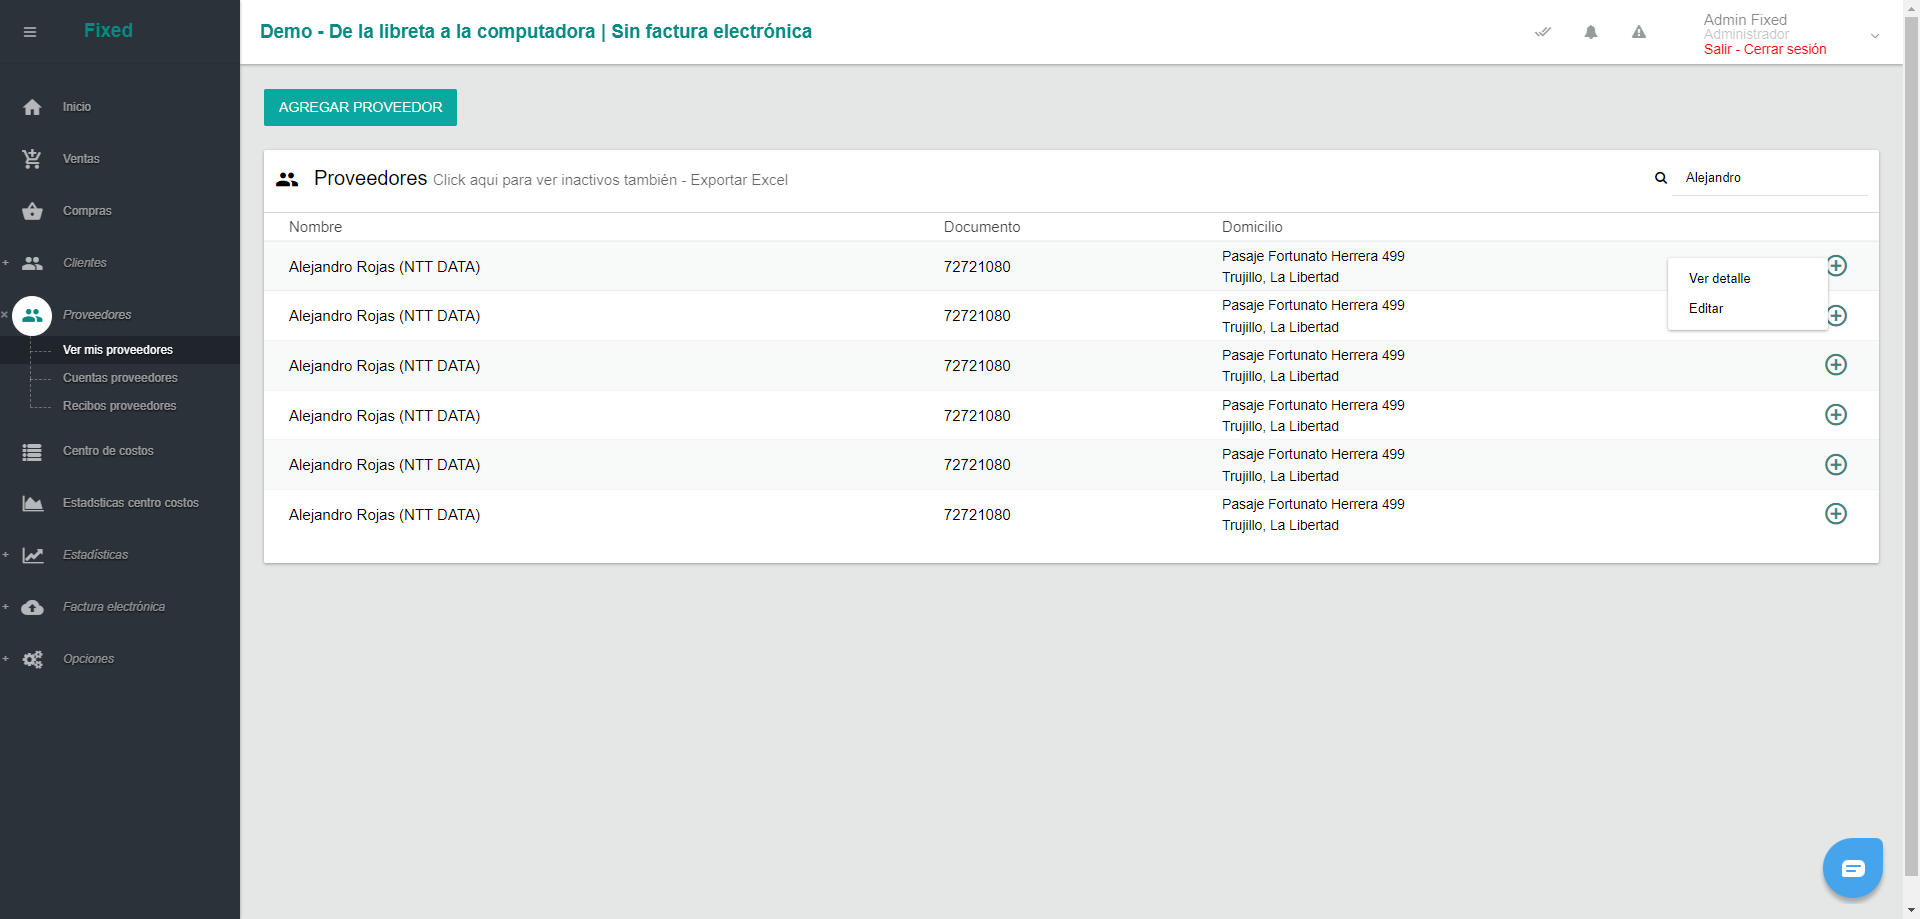 Fixed
Demo - De la libreta a la computadora | Sin factura electrónica
Admin Fixed
Administrador
Salir - Cerrar sesión
Inicio
Ventas
Compras
Clientes
Proveedores
Ver mis proveedores
Cuentas proveedores
Recibos proveedores
Centro de costos
Estadsticas centro costos
Estadísticas
Factura electrónica
Opciones
AGREGAR PROVEEDOR
Proveedores Click aqui para ver inactivos también - Exportar Excel
Alejandro
Nombre Documento Domicilio
Alejandro Rojas (NTT DATA) 72721080 Pasaje Fortunato Herrera 499
Trujillo, La Libertad
Alejandro Rojas (NTT DATA) 72721080 Pasaje Fortunato Herrera 499
Trujillo, La Libertad
Alejandro Rojas (NTT DATA) 72721080 Pasaje Fortunato Herrera 499
Trujillo, La Libertad
Alejandro Rojas (NTT DATA) 72721080 Pasaje Fortunato Herrera 499
Trujillo, La Libertad
Alejandro Rojas (NTT DATA) 72721080 Pasaje Fortunato Herrera 499
Trujillo, La Libertad
Alejandro Rojas (NTT DATA) 72721080 Pasaje Fortunato Herrera 499
Trujillo, La Libertad
Ver detalle
Editar